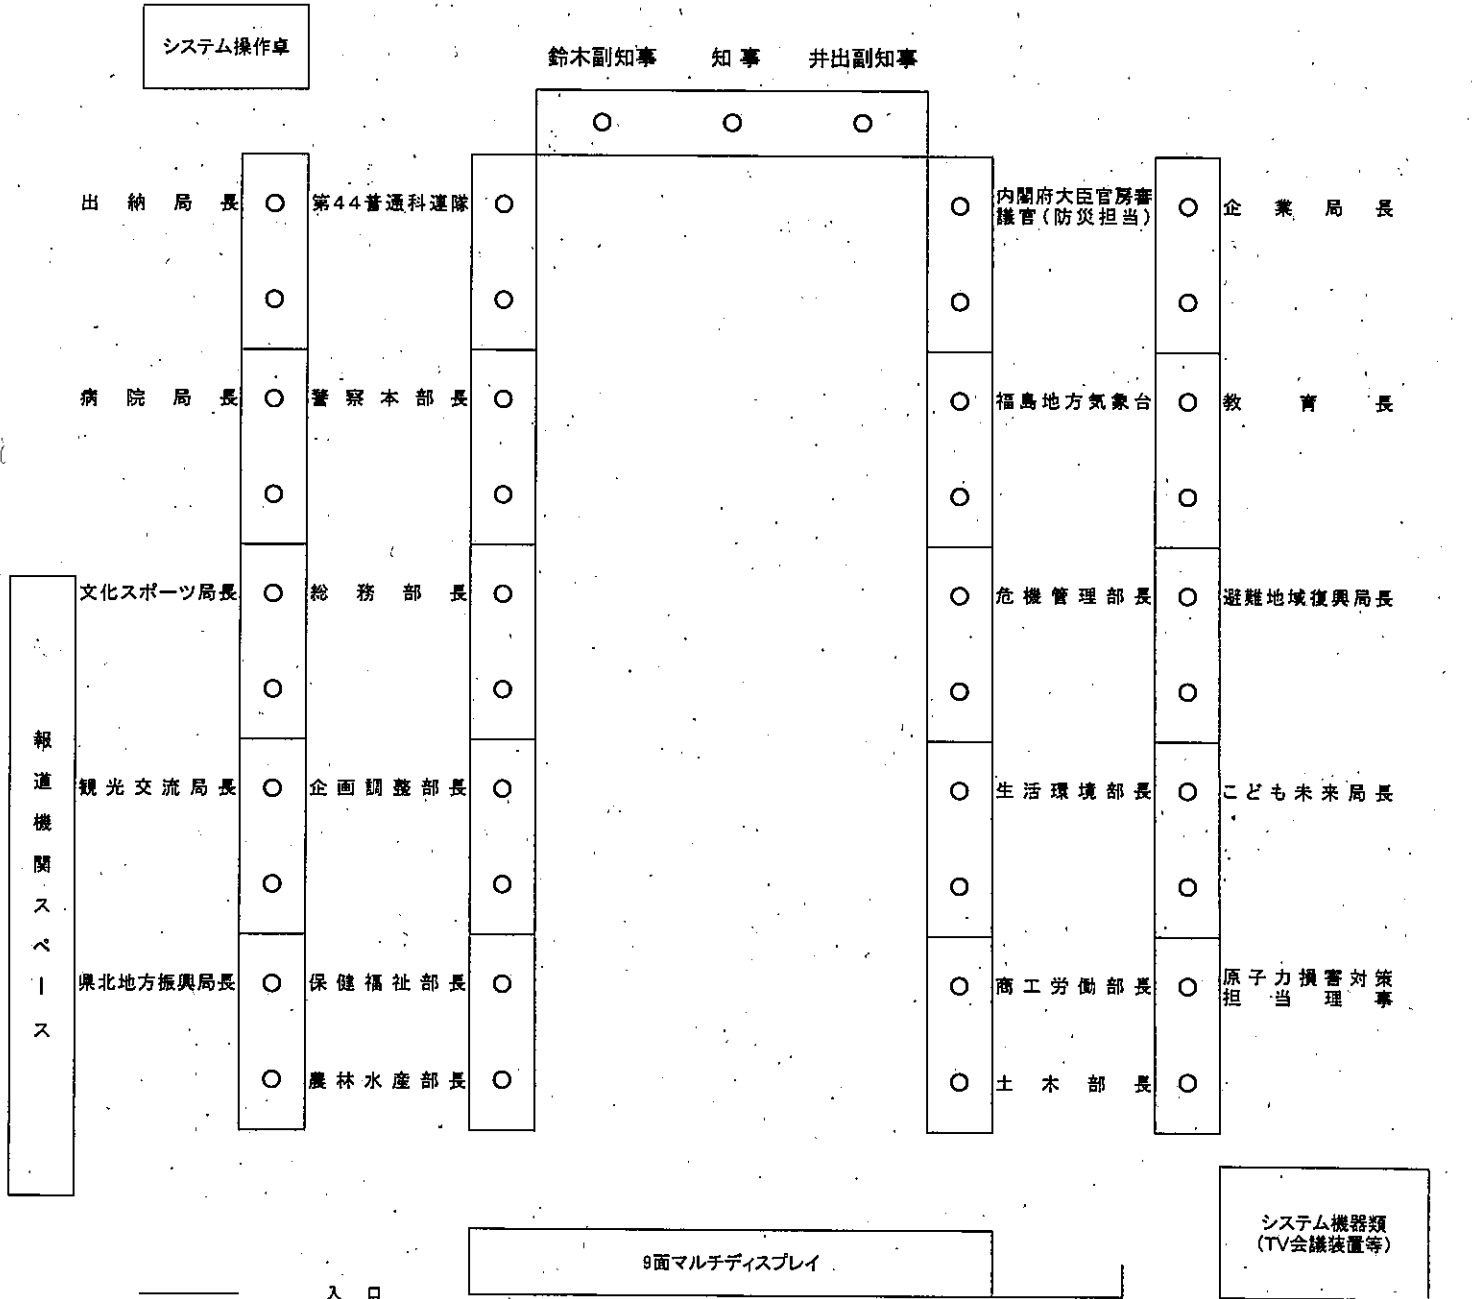 システム操作卓
鈴木副知事 知事 井出副知事
出納局長 第44普通科連隊 内閣府大臣官房審議官(防災担当) 企業局長
病院局長 警察本部長 福島地方気象台 教育長
文化スポーツ局長 総務部長 危機管理部長 避難地域復興局長
観光交流局長 企画調整部長 生活環境部長 こども未来局長
県北地方振興局長 保健福祉部長 商工労働部長 原子力損害対策担当理事
農林水産部長 土木部長
報道機関スペース
システム機器類
(TV会議装置等)
9面マルチディスプレイ
入口